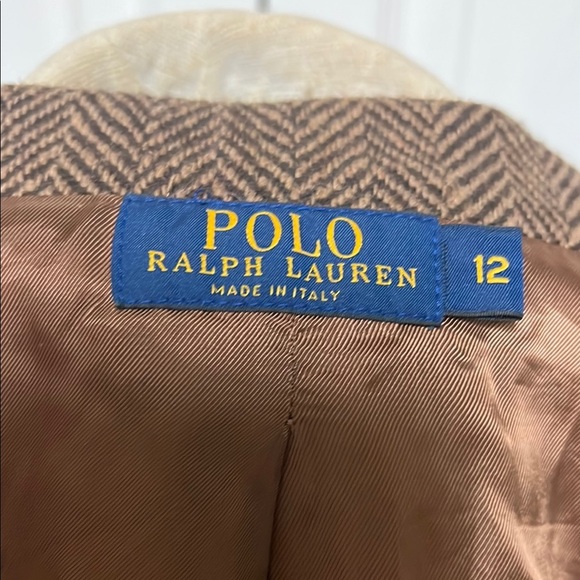 POLO
RALPH LAUREN
MADE IN ITALY
12